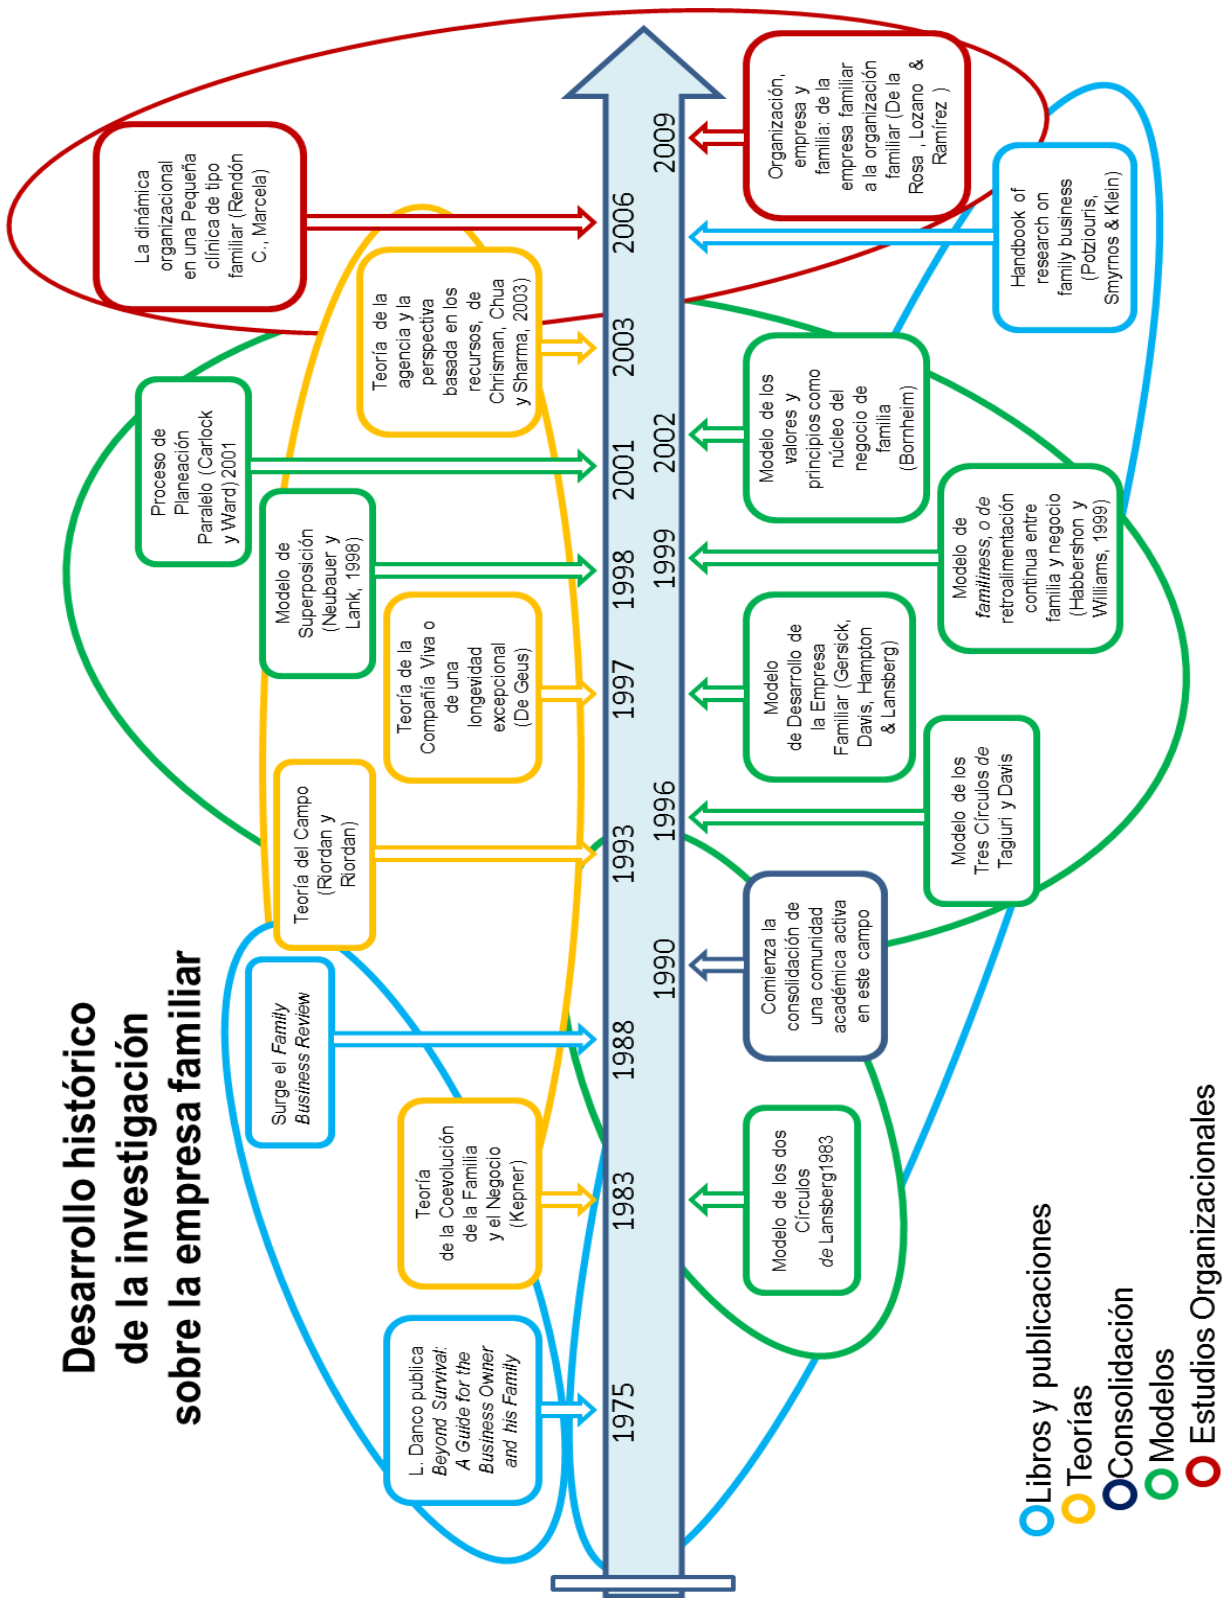 Desarrollo histórico
de la investigación
sobre la empresa familiar
L. Danco publica
Beyond Survival:
A Guide for the
Business Owner
and his Family
Teoría
de la Coevolución
de la Familia
y el Negocio
(Kepner)
Surge el Family
Business Review
Teoría del Campo
(Riordan y
Riordan)
Teoría de la
Compañía Viva o
de una
longevidad
excepcional
(De Geus)
Modelo de
Superposición
(Neubauer y
Lank, 1998)
Proceso de
Planeación
Paralelo (Carlock
y Ward) 2001
Teoría de la
agencia y la
perspectiva
basada en los
recursos, de
Chrisman, Chua
y Sharma, 2003)
La dinámica
organizacional
en una Pequeña
clínica de tipo
familiar (Rendón
C., Marcela)
1975
1983
1988
1990
1993
1996
1997
1998
1999
2001
2002
2003
2006
2009
Modelo de los dos
Círculos
de Lansberg1983
Comienza la
consolidación de
una comunidad
académica activa
en este campo
Modelo de los
Tres Círculos de
Tagiuri y Davis
Modelo
de Desarrollo de
la Empresa
Familiar (Gersick,
Davis, Hampton
& Lansberg)
Modelo de
familiness, o de
retroalimentación
continua entre
familia y negocio
(Habbershon y
Williams, 1999)
Modelo de los
valores y
principios como
núcleo del
negocio de
familia
(Bornheim)
Handbook of
research on
family business
(Potziouris,
Smyrnos & Klein)
Organización,
empresa y
familia: de la
empresa familiar
a la organización
familiar (De la
Rosa , Lozano &
Ramírez )
Libros y publicaciones
Teorías
Consolidación
Modelos
Estudios Organizacionales